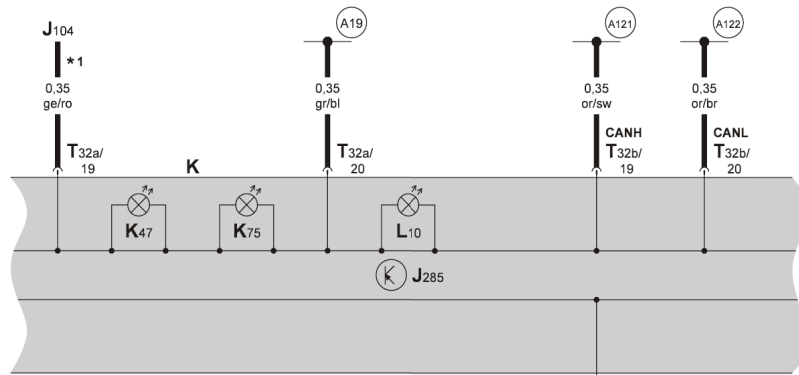 J104
*1
0,35
ge/ro
T32a/
19
K
A19
0,35
gr/bl
T32a/
20
A121
0,35
or/sw
CANH
T32b/
19
A122
0,35
or/br
CANL
T32b/
20
K47
K75
L10
J285